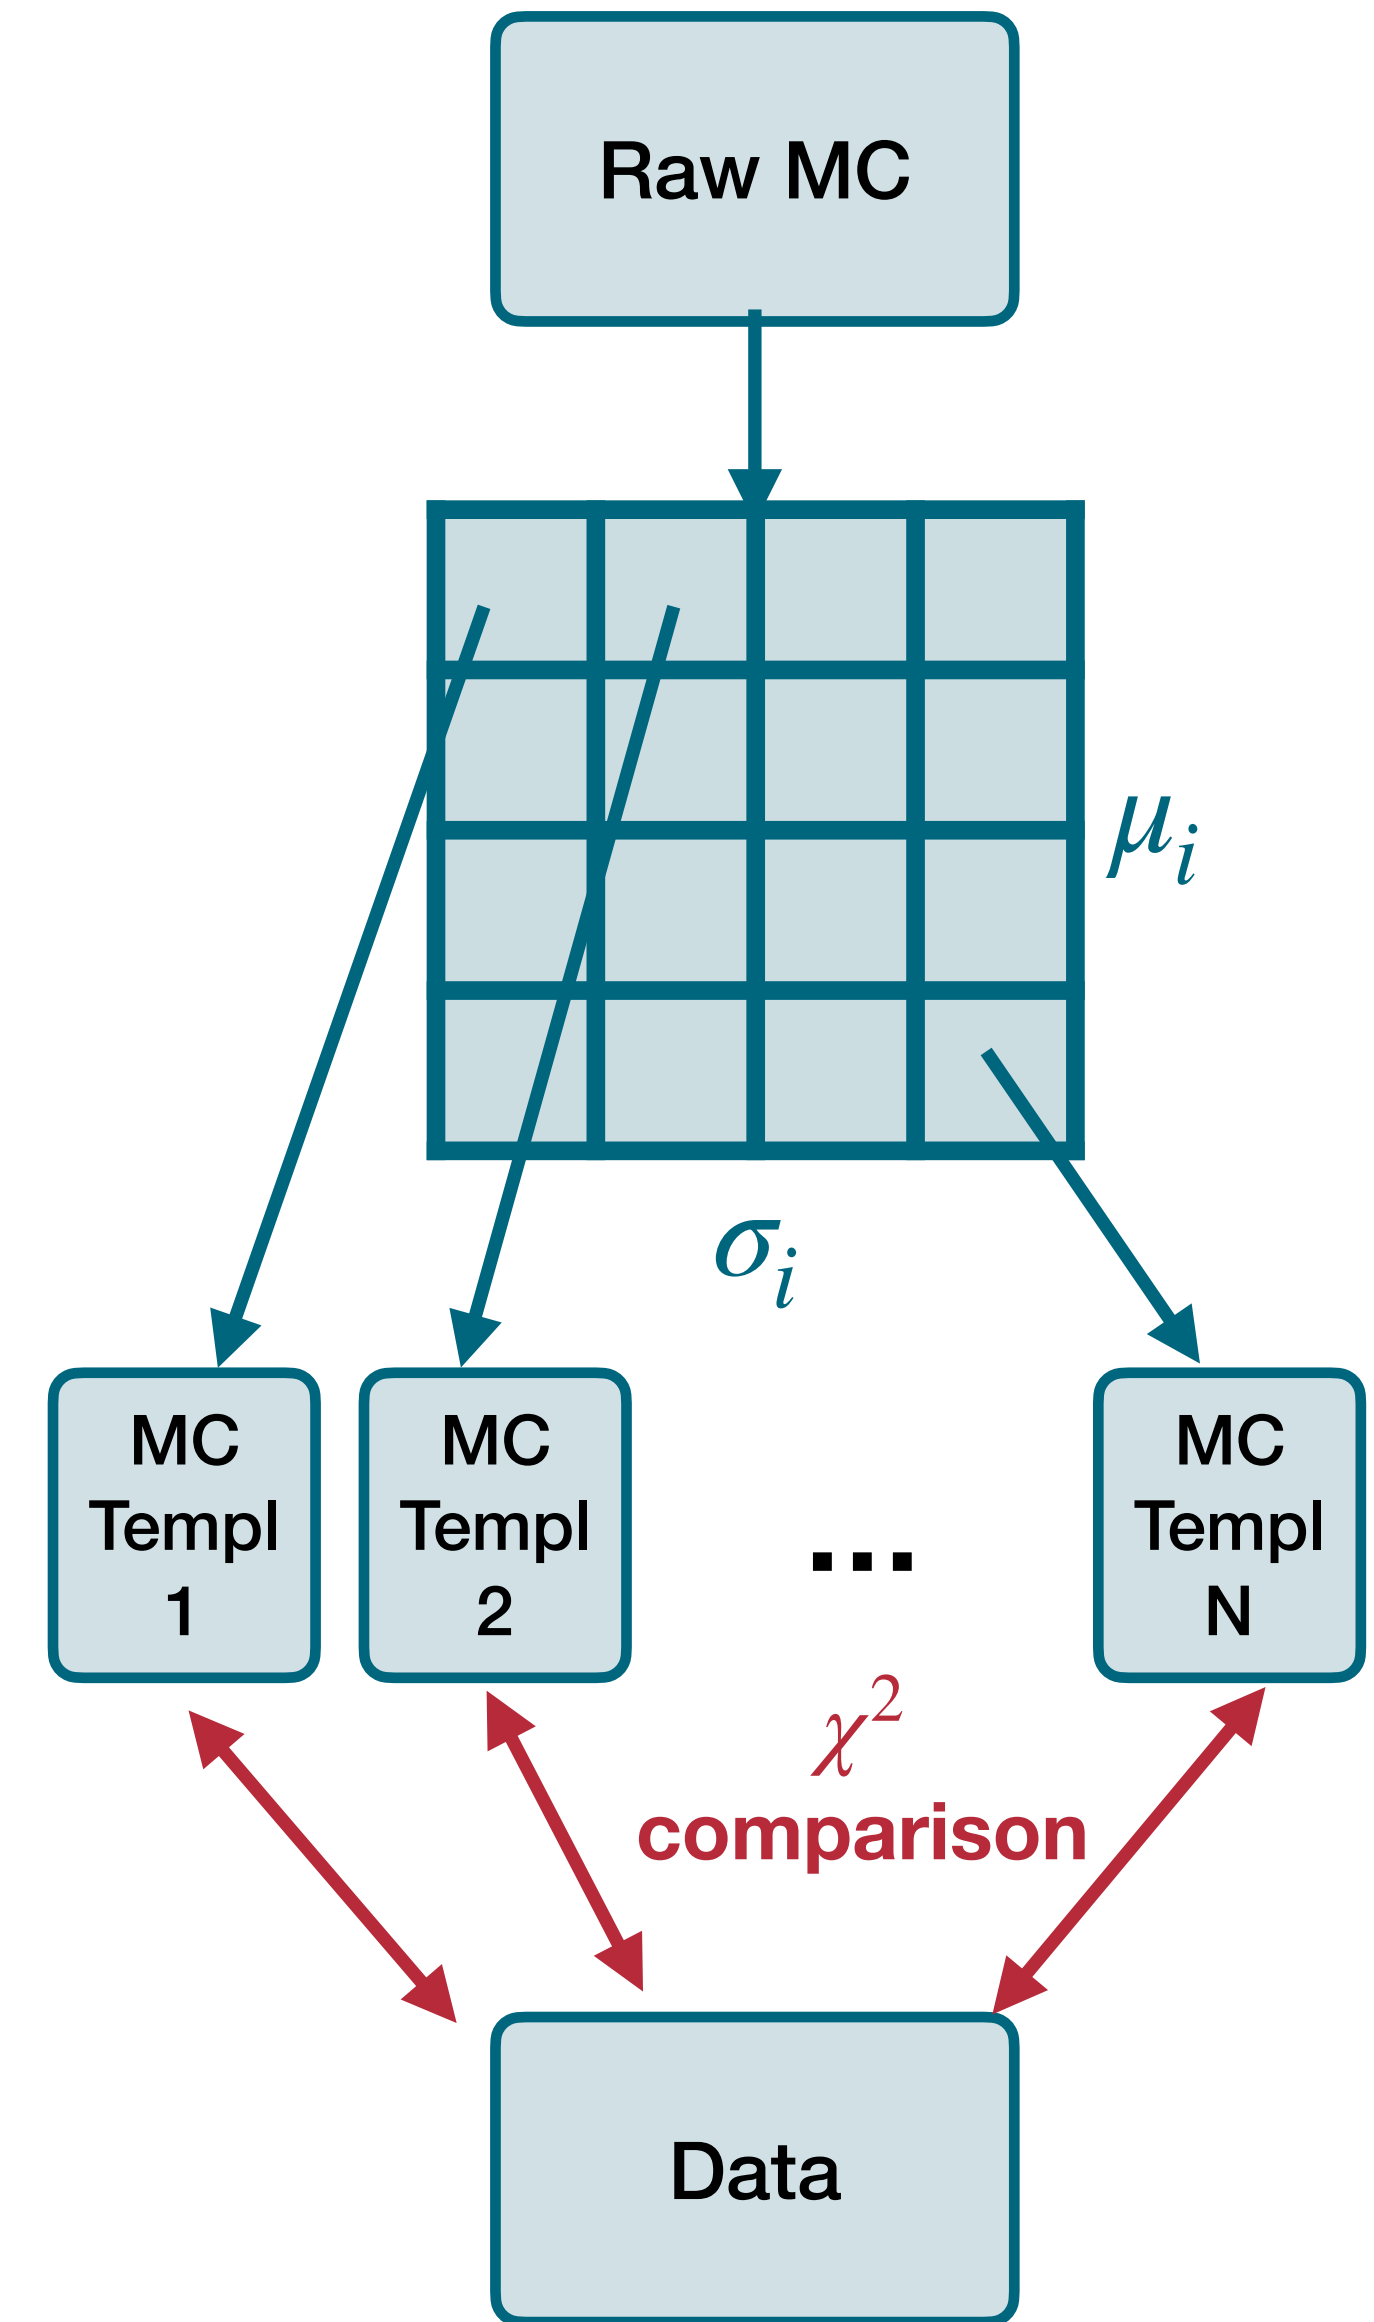 Raw MC
μᵢ
σᵢ
MC
Templ
1
MC
Templ
2
...
MC
Templ
N
χ²
comparison
Data